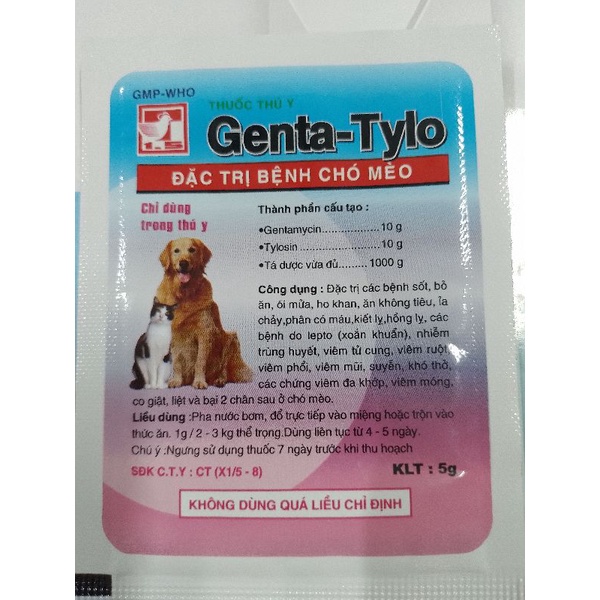 GMP-WHO
THUỐC THÚ Y
Genta-Tylo
1.5
ĐẶC TRỊ BỆNH CHÓ MÈO
Chỉ dùng
trong thú y
Thành phần cấu tạo :
•Gentamycin.................. 10 g
•Tylosin ......................... 10 g
•Tá dược vừa đủ......... 1000 g
Công dụng : Đặc trị các bệnh sốt, bỏ
ăn, ói mửa, ho khan, ăn không tiêu, ỉa
chảy,phân có máu,kiết lỵ,hồng lỵ, các
bệnh do lepto (xoắn khuẩn), nhiễm
trùng huyết, viêm tử cung, viêm ruột
viêm phổi, viêm mũi, suyễn, khó thở,
các chứng viêm đa khớp, viêm móng,
co giật, liệt và bại 2 chân sau ở chó mèo.
Liều dùng :Pha nước bơm, đổ trực tiếp vào miệng hoặc trộn vào
thức ăn. 1g / 2 - 3 kg thể trọng.Dùng liên tục từ 4 - 5 ngày.
Chú ý :Ngưng sử dụng thuốc 7 ngày trước khi thu hoạch
SĐK C.T.Y : CT (X1/5 - 8)
KLT : 5g
KHÔNG DÙNG QUÁ LIỀU CHỈ ĐỊNH